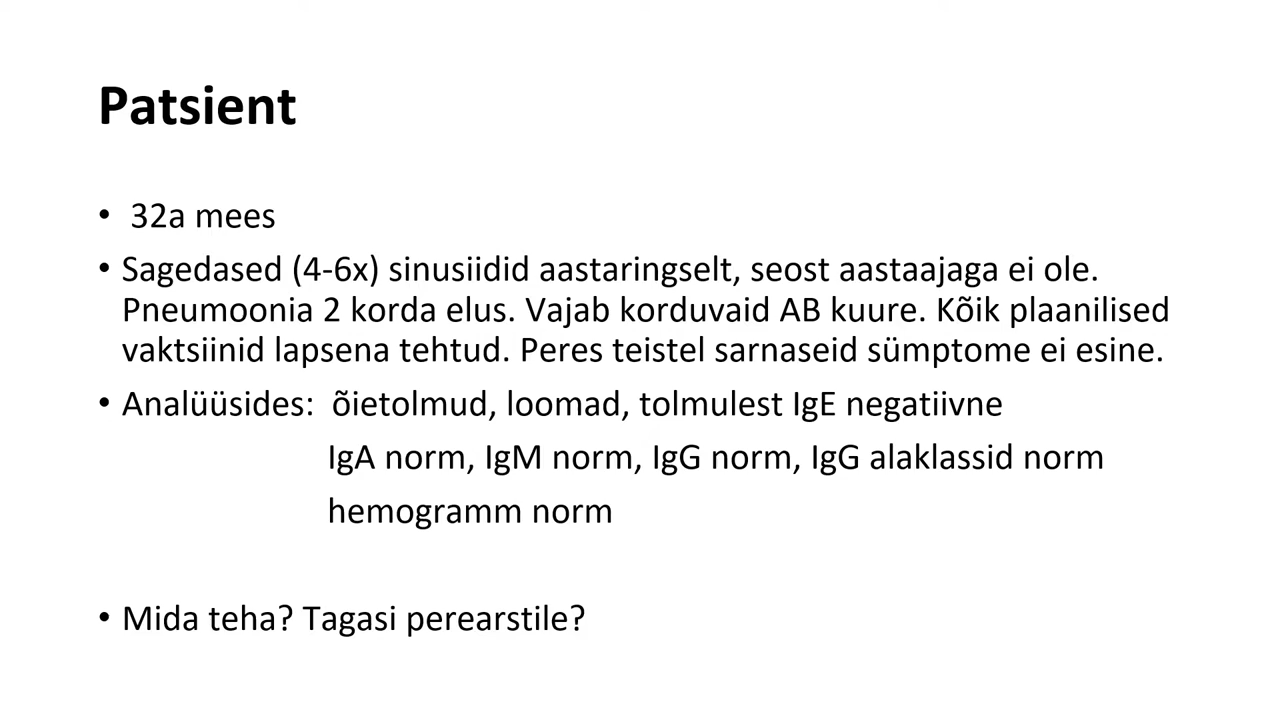 Patsient
• 32a mees
• Sagedased (4-6x) sinusiidid aastaringselt, seost aastaajaga ei ole.
Pneumoonia 2 korda elus. Vajab korduvaid AB kuure. Kõik plaanilised
vaktsiinid lapsena tehtud. Peres teistel sarnaseid sümptome ei esine.
• Analüüsides: õietolmud, loomad, tolmulest IgE negatiivne
IgA norm, IgM norm, IgG norm, IgG alaklassid norm
hemogramm norm
• Mida teha? Tagasi perearstile?